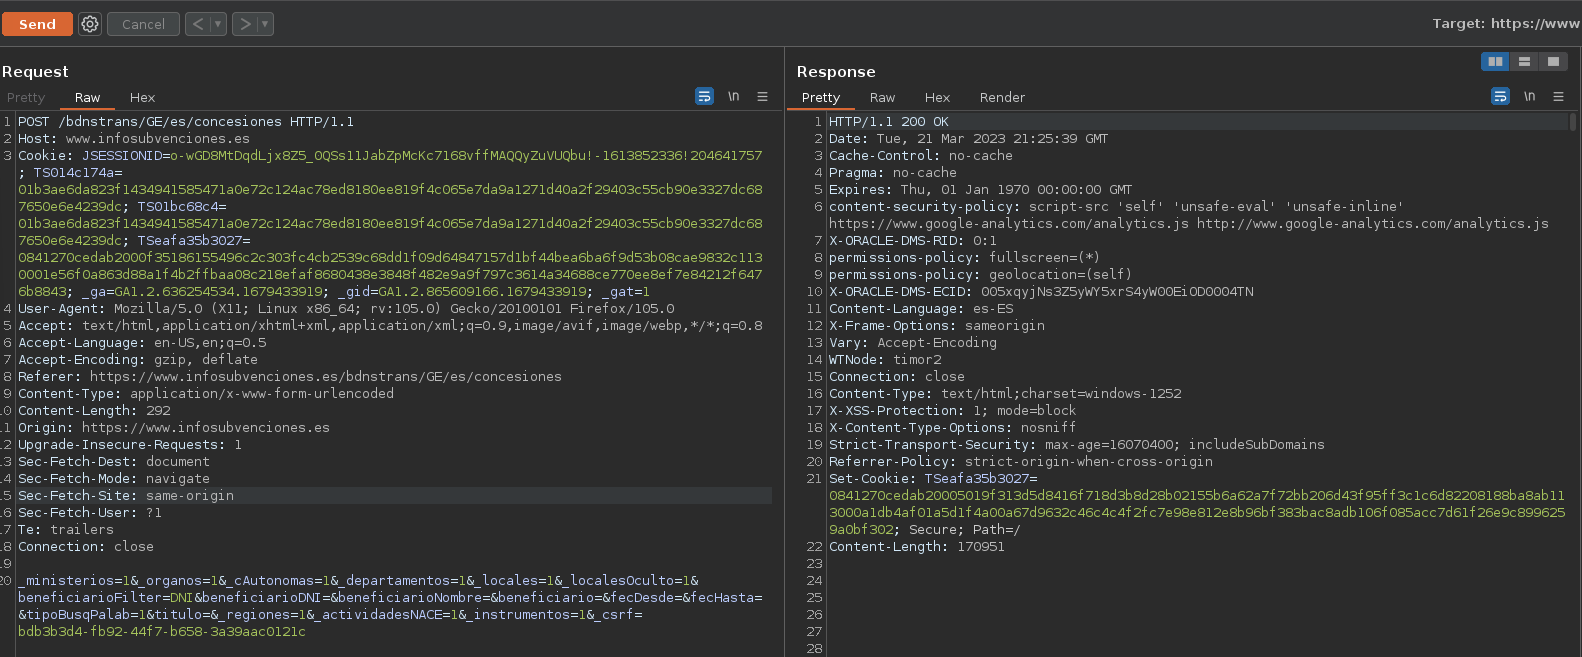 Send
Cancel
Target: https://www
Request
Pretty Raw Hex
\n
1 POST /bdnstrans/GE/es/concesiones HTTP/1.1
2 Host: www.infosubvenciones.es
3 Cookie: JSESSIONID=o-wGD8MtDqdLjx8Z5_OQSs11JabZpMcKc7168vffMAQQyZuVUQbu!-1613852336!204641757
; TS014c174a=
01b3ae6da823f1434941585471a0e72c124ac78ed8180ee819f4c065e7da9a1271d40a2f29403c55cb90e3327dc68
7650e6e4239dc; TS01bc68c4=
01b3ae6da823f1434941585471a0e72c124ac78ed8180ee819f4c065e7da9a1271d40a2f29403c55cb90e3327dc68
7650e6e4239dc; TSeafa35b3027=
0841270cedab2000f35186155496c2c303fc4cb2539c68dd1f09d64847157d1bf44bea6ba6f9d53b08cae9832c113
0001e56f0a863d88a1f4b2ffbaa08c218efaf8680438e3848f482e9a9f797c3614a34688ce770ee8ef7e84212f647
6b8843; _ga=GA1.2.636254534.1679433919; _gid=GA1.2.865609166.1679433919; _gat=1
4 User-Agent: Mozilla/5.0 (X11; Linux x86_64; rv:105.0) Gecko/20100101 Firefox/105.0
5 Accept: text/html,application/xhtml+xml,application/xml;q=0.9,image/avif,image/webp,*/*;q=0.8
6 Accept-Language: en-US,en;q=0.5
7 Accept-Encoding: gzip, deflate
8 Referer: https://www.infosubvenciones.es/bdnstrans/GE/es/concesiones
9 Content-Type: application/x-www-form-urlencoded
10 Content-Length: 292
11 Origin: https://www.infosubvenciones.es
12 Upgrade-Insecure-Requests: 1
13 Sec-Fetch-Dest: document
14 Sec-Fetch-Mode: navigate
15 Sec-Fetch-Site: same-origin
16 Sec-Fetch-User: ?1
17 Te: trailers
18 Connection: close
19
20 _ministerios=1&_organos=1&_cAutonomas=1&_departamentos=1&_locales=1&_localesOculto=1&
beneficiarioFilter=DNI&beneficiarioDNI=&beneficiarioNombre=&beneficiario=&fecDesde=&fecHasta=
&tipoBusqPalab=1&titulo=&_regiones=1&_actividadesNACE=1&_instrumentos=1&_csrf=
bdb3b3d4-fb92-44f7-b658-3a39aac0121c
Response
Pretty Raw Hex Render
\n
1 HTTP/1.1 200 OK
2 Date: Tue, 21 Mar 2023 21:25:39 GMT
3 Cache-Control: no-cache
4 Pragma: no-cache
5 Expires: Thu, 01 Jan 1970 00:00:00 GMT
6 content-security-policy: script-src 'self' 'unsafe-eval' 'unsafe-inline'
https://www.google-analytics.com/analytics.js http://www.google-analytics.com/analytics.js
7 X-ORACLE-DMS-RID: 0:1
8 permissions-policy: fullscreen=(*)
9 permissions-policy: geolocation=(self)
10 X-ORACLE-DMS-ECID: 005xqyjNs3Z5yWY5xrS4yW00EiOD0004TN
11 Content-Language: es-ES
12 X-Frame-Options: sameorigin
13 Vary: Accept-Encoding
14 WTNode: timor2
15 Connection: close
16 Content-Type: text/html;charset=windows-1252
17 X-XSS-Protection: 1; mode=block
18 X-Content-Type-Options: nosniff
19 Strict-Transport-Security: max-age=16070400; includeSubDomains
20 Referrer-Policy: strict-origin-when-cross-origin
21 Set-Cookie: TSeafa35b3027=
0841270cedab20005019f313d5d8416f718d3b8d28b02155b6a62a7f72bb206d43f95ff3c1c6d82208188ba8ab11
3000a1db4af01a5d1f4a00a67d9632c46c4c4f2fc7e98e812e8b96bf383bac8adb106f085acc7d61f26e9c899625
9a0bf302; Secure; Path=/
22 Content-Length: 170951
23
24
25
26
27
28